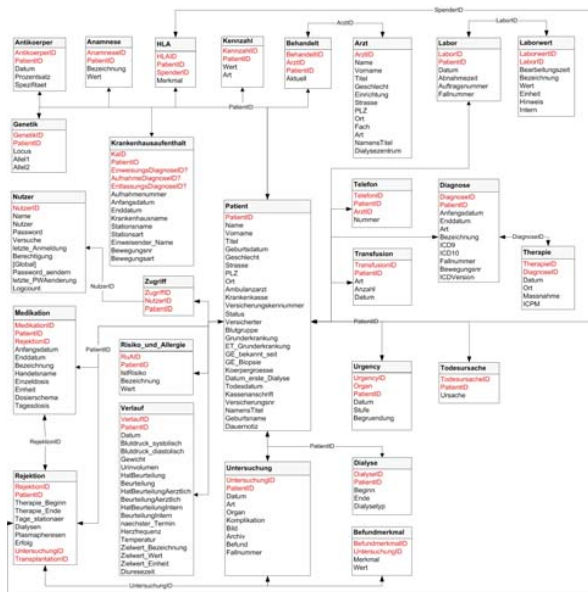 SpenderID
ArztID
LaborID
Antikoerper
AntikoerperID
PatientID
Datum
Prozentsatz
Spezifitaet
Anamnese
AnamneseID
PatientID
Bezeichnung
Wert
HLA
HLAID
PatientID
SpenderID
Merkmal
Kennzahl
KennzahlID
PatientID
Wert
Art
Behandelt
BehandeltID
ArztID
PatientID
Aktuell
Arzt
ArztID
Name
Vorname
Titel
Geschlecht
Einrichtung
Strasse
PLZ
Ort
Fach
Art
NamensTitel
Dialysezentrum
Labor
LaborID
PatientID
Datum
Abnahmezeit
Auftragsnummer
Fallnummer
Laborwert
LaborwertID
LaborID
Bearbeitungszeit
Bezeichnung
Wert
Einheit
Hinweis
Intern
PatientID
Genetik
GenetikID
PatientID
Locus
Allel1
Allel2
Krankenhausaufenthalt
KaID
PatientID
EinweisungsDiagnoseID?
AufnahmeDiagnoseID?
EntlassungsDiagnoseID?
Aufnahmenummer
Anfangsdatum
Enddatum
Krankenhausname
Stationsname
Stationsart
Einweisender_Name
Bewegungsnr
Bewegungsart
Nutzer
NutzerID
Name
Nutzer
Password
Versuche
letzte_Anmeldung
Berechtigung
[Global]
Password_aendern
letzte_PWAenderung
Logcount
NutzerID
Zugriff
ZugriffID
NutzerID
PatientID
Patient
PatientID
Name
Vorname
Titel
Geburtsdatum
Geschlecht
Strasse
PLZ
Ort
Ambulanzarzt
Krankenkasse
Versicherungskennummer
Status
Versicherter
Blutgruppe
Grunderkrankung
ET_Grunderkrankung
GE_bekannt_seit
GE_Biopsie
Koerpergroesse
Datum_erste_Dialyse
Todesdatum
Kassenanschrift
Versicherungsnr
NamensTitel
Geburtsname
Dauernotiz
Telefon
TelefonID
PatientID
ArztID
Nummer
Diagnose
DiagnoseID
PatientID
Anfangsdatum
Enddatum
Art
Bezeichnung
ICD9
ICD10
Fallnummer
Bewegungsnr
ICDVersion
DiagnoseID
Transfusion
TransfusionID
PatientID
Art
Anzahl
Datum
Therapie
TherapieID
DiagnoseID
Datum
Ort
Massnahme
ICPM
PatientID
Medikation
MedikationID
PatientID
RejektionID
Anfangsdatum
Enddatum
Bezeichnung
Handelsname
Einzeldosis
Einheit
Dosierschema
Tagesdosis
PatientID
Risiko_und_Allergie
RuAID
PatientID
IstRisiko
Bezeichnung
Wert
Urgency
UrgencyID
Organ
PatientID
Datum
Stufe
Begruendung
Todesursache
TodesursacheID
PatientID
Ursache
Verlauf
VerlaufID
PatientID
Datum
Blutdruck_systolisch
Blutdruck_diastolisch
Gewicht
Urinvolumen
HatBeurteilung
Beurteilung
HatBeurteilungAerztlich
BeurteilungAerztlich
HatBeurteilungIntern
BeurteilungIntern
naechster_Termin
Herzfrequenz
Temperatur
Zielwert_Bezeichnung
Zielwert_Wert
Zielwert_Einheit
Diuresezeit
RejektionID
Rejektion
RejektionID
PatientID
Therapie_Beginn
Therapie_Ende
Tage_stationaer
Dialysen
Plasmapheresen
Erfolg
UntersuchungID
TransplantationID
PatientID
Untersuchung
UntersuchungID
PatientID
Datum
Art
Organ
Komplikation
Bild
Archiv
Befund
Fallnummer
Dialyse
DialyseID
PatientID
Beginn
Ende
Dialysetyp
Befundmerkmal
BefundmerkmalID
UntersuchungID
Merkmal
Wert
UntersuchungID